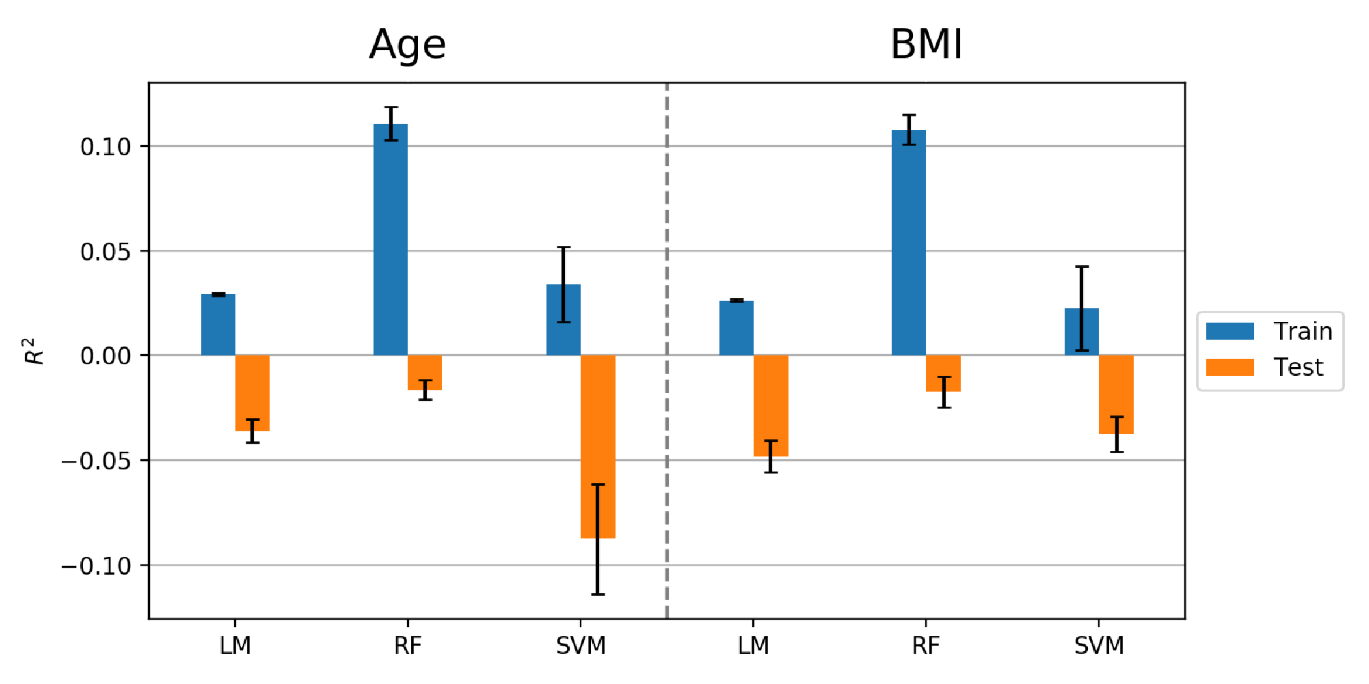 Age
BMI
0.10
0.05
0.00
−0.05
−0.10
R²
LM
RF
SVM
LM
RF
SVM
Train
Test